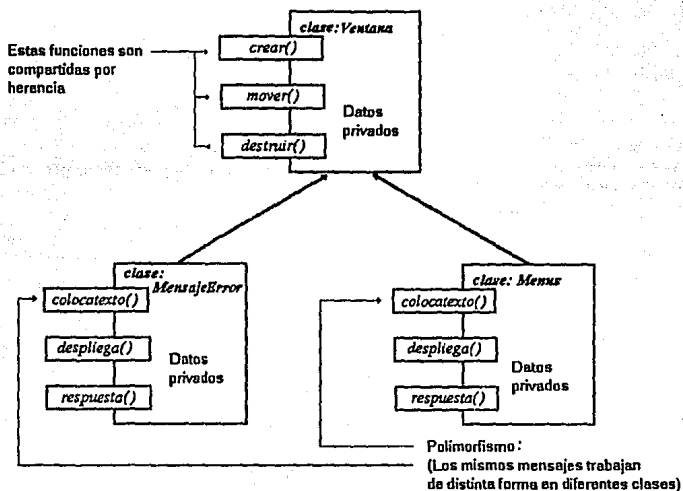 clase: Ventana
Estas funciones son
compartidas por
herencia
crear()
mover()
destruir()
Datos
privados
clase:
MensajeError
colocatexto()
despliega()
respuesta()
Datos
privados
clase: Menus
colocatexto()
despliega()
respuesta()
Datos
privados
Polimorfismo:
(Los mismos mensajes trabajan
de distinta forma en diferentes clases)